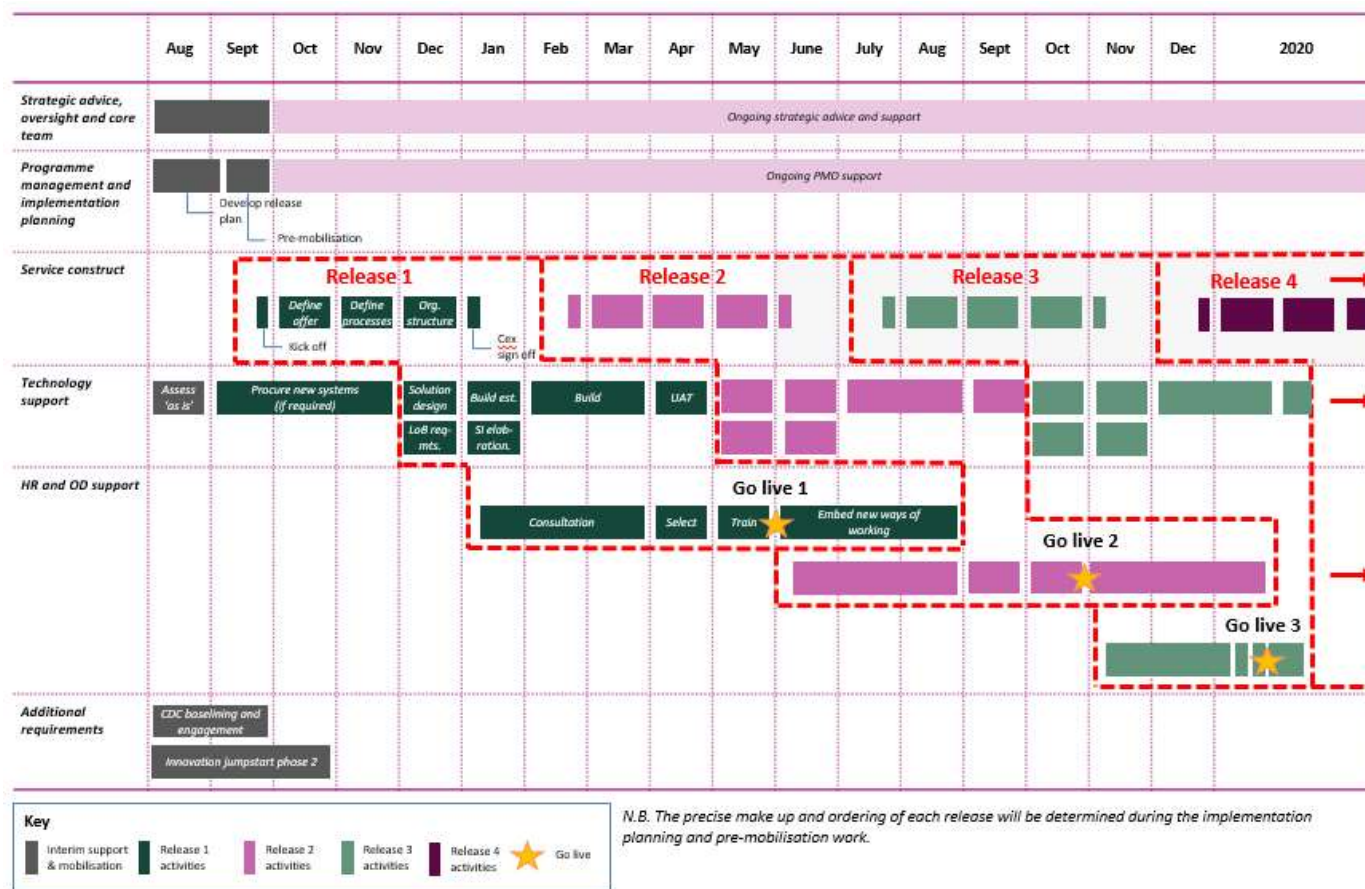 Aug Sept Oct Nov Dec Jan Feb Mar Apr May June July Aug Sept Oct Nov Dec 2020
Strategic advice,
oversight and core
team
Ongoing strategic advice and support
Programme
management and
implementation
planning
Ongoing PMO support
Develop release
plan
Pre-mobilisation
Service construct
Release 1
Release 2
Release 3
Release 4
Define
offer
Define
processes
Org.
structure
Kick off
Cex
sign off
Technology
support
Assess
'as is'
Procure new systems
(if required)
Solution
design
Build est.
Build
UAT
LoB req-
mts.
SI elab-
ration.
HR and OD support
Go live 1
Consultation
Select
Train
Embed new ways of
working
Go live 2
Go live 3
Additional
requirements
CDC baselining and
engagement
Innovation jumpstart phase 2
Key
Interim support
& mobilisation
Release 1
activities
Release 2
activities
Release 3
activities
Release 4
activities
Go live
N.B. The precise make up and ordering of each release will be determined during the implementation
planning and pre-mobilisation work.